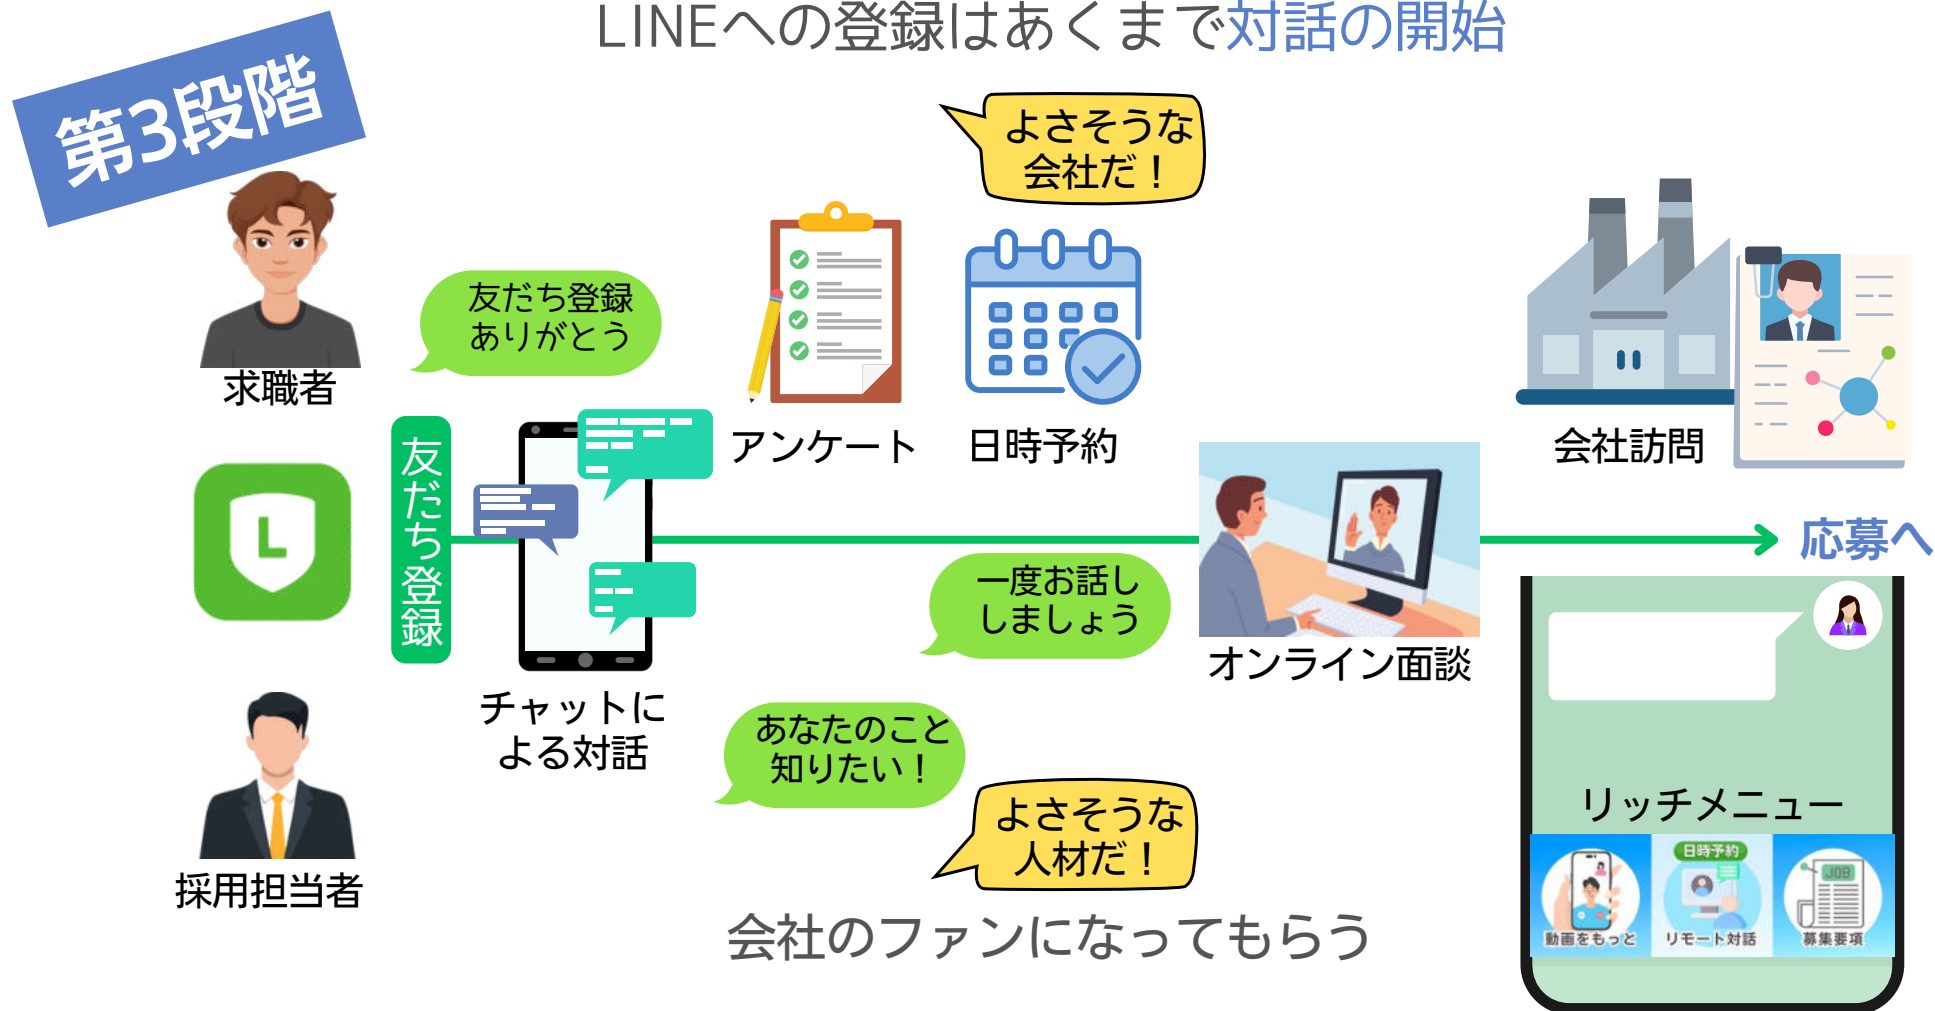 LINEへの登録はあくまで対話の開始
第3段階
よさそうな
会社だ！
友だち登録
ありがとう
求職者
アンケート
日時予約
会社訪問
友だち登録
L
応募へ
一度お話し
しましょう
オンライン面談
チャットに
よる対話
あなたのこと
知りたい！
よさそうな
人材だ！
採用担当者
リッチメニュー
日時予約
JOB
動画をもっと
リモート対話
募集要項
会社のファンになってもらう